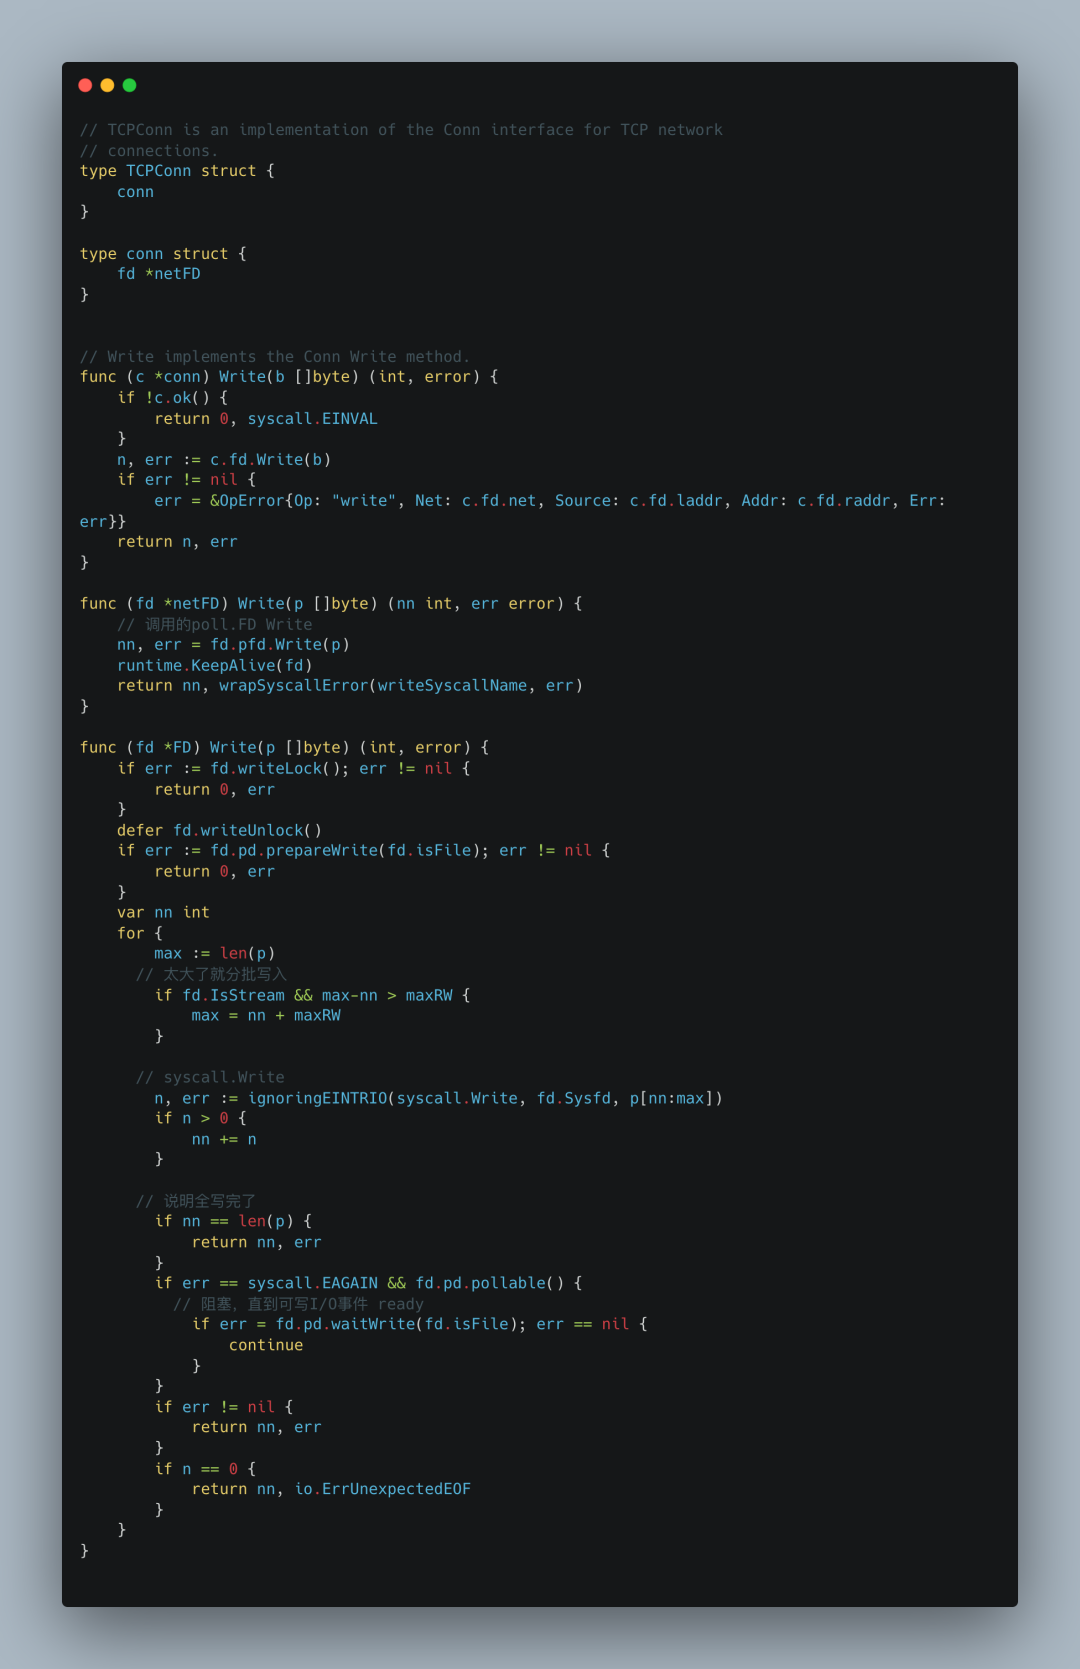 // TCPConn is an implementation of the Conn interface for TCP network
// connections.
type TCPConn struct {
    conn
}

type conn struct {
    fd *netFD
}


// Write implements the Conn Write method.
func (c *conn) Write(b []byte) (int, error) {
    if !c.ok() {
        return 0, syscall.EINVAL
    }
    n, err := c.fd.Write(b)
    if err != nil {
        err = &OpError{Op: "write", Net: c.fd.net, Source: c.fd.laddr, Addr: c.fd.raddr, Err:
err}}
    return n, err
}

func (fd *netFD) Write(p []byte) (nn int, err error) {
    // 调用的poll.FD Write
    nn, err = fd.pfd.Write(p)
    runtime.KeepAlive(fd)
    return nn, wrapSyscallError(writeSyscallName, err)
}

func (fd *FD) Write(p []byte) (int, error) {
    if err := fd.writeLock(); err != nil {
        return 0, err
    }
    defer fd.writeUnlock()
    if err := fd.pd.prepareWrite(fd.isFile); err != nil {
        return 0, err
    }
    var nn int
    for {
        max := len(p)
      // 太大了就分批写入
        if fd.IsStream && max-nn > maxRW {
            max = nn + maxRW
        }

      // syscall.Write
        n, err := ignoringEINTRIO(syscall.Write, fd.Sysfd, p[nn:max])
        if n > 0 {
            nn += n
        }

      // 说明全写完了
        if nn == len(p) {
            return nn, err
        }
        if err == syscall.EAGAIN && fd.pd.pollable() {
          // 阻塞，直到可写I/O事件 ready
            if err = fd.pd.waitWrite(fd.isFile); err == nil {
                continue
            }
        }
        if err != nil {
            return nn, err
        }
        if n == 0 {
            return nn, io.ErrUnexpectedEOF
        }
    }
}